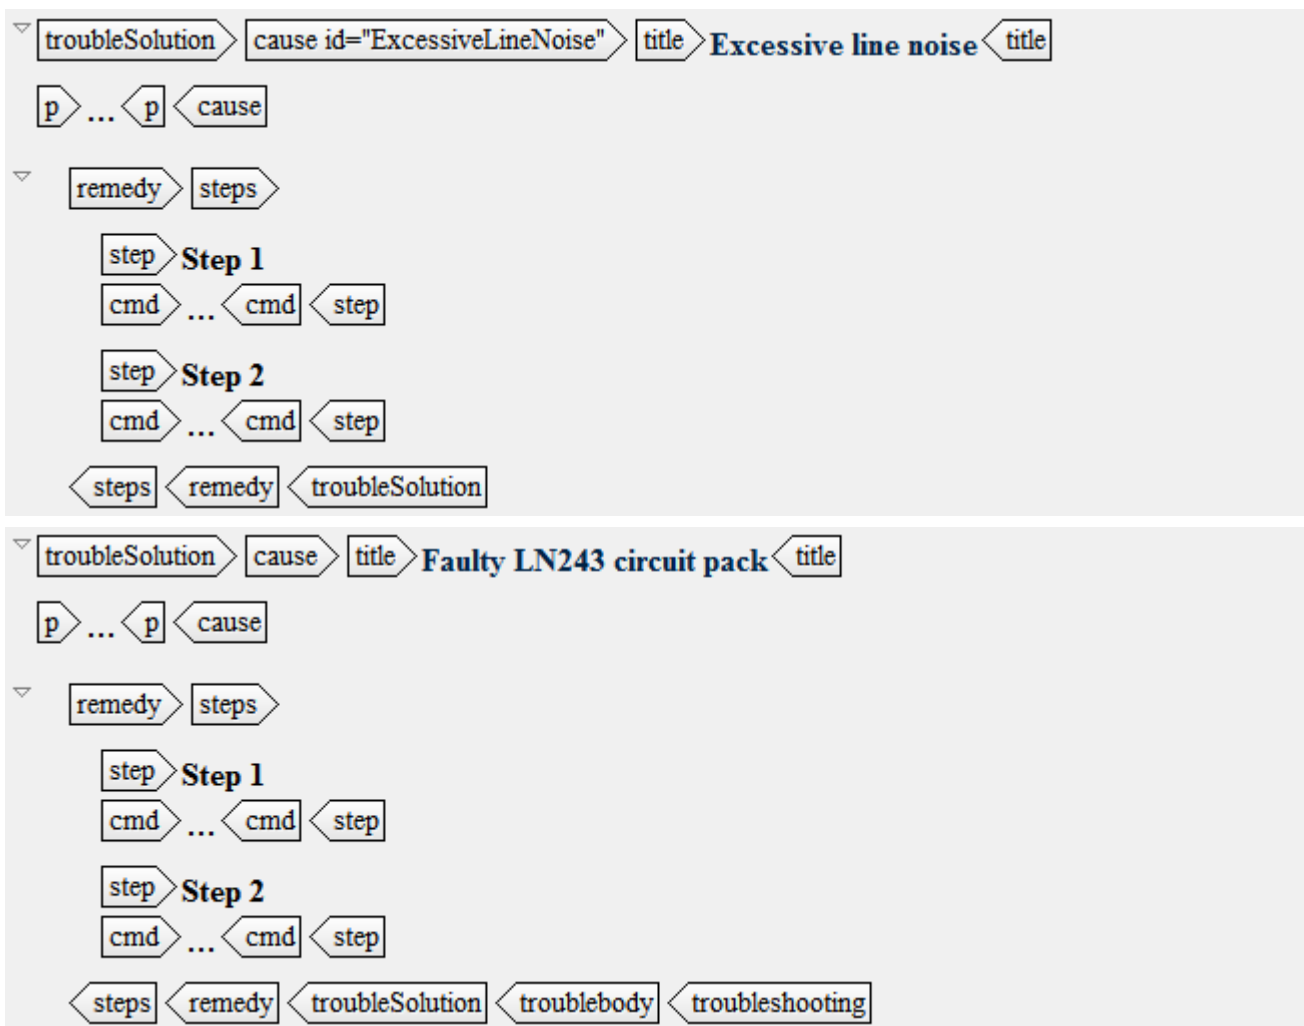 troubleSolution cause id="ExcessiveLineNoise" title Excessive line noise title
p ... p cause
remedy steps
step Step 1
cmd ... cmd step
step Step 2
cmd ... cmd step
steps remedy troubleSolution
troubleSolution cause title Faulty LN243 circuit pack title
p ... p cause
remedy steps
step Step 1
cmd ... cmd step
step Step 2
cmd ... cmd step
steps remedy troubleSolution troublebody troubleshooting